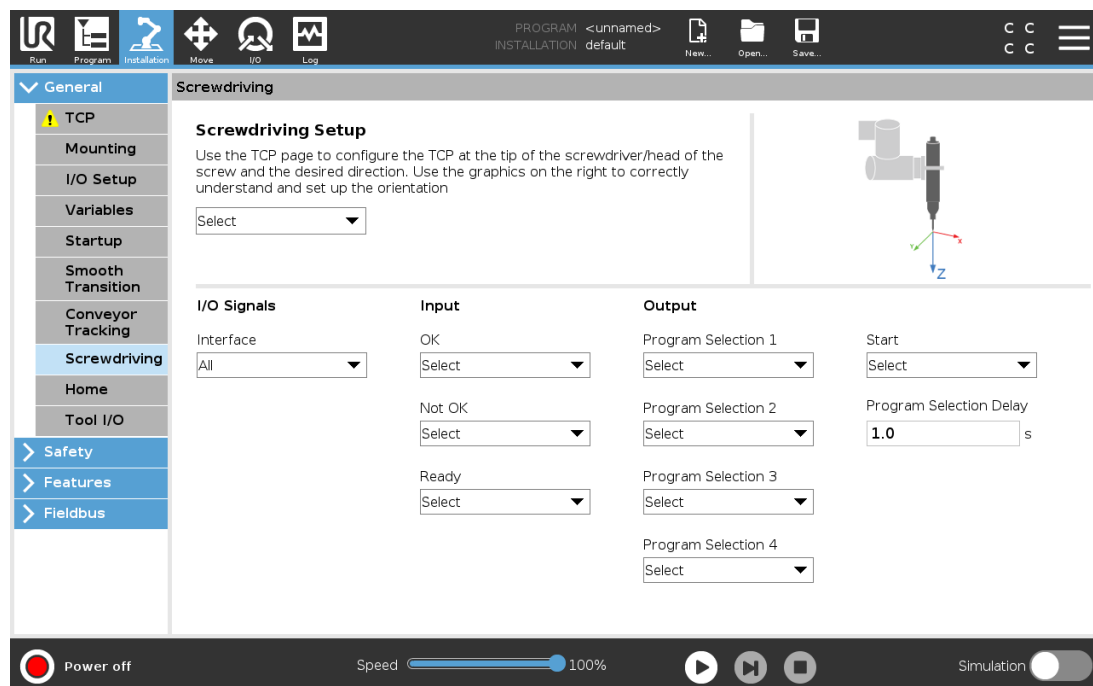 UR
PROGRAM <unnamed>
INSTALLATION default
C C
C C
Run
Program
Installation
Move
I/O
Log
New...
Open...
Save...
General
Screwdriving
TCP
Mounting
I/O Setup
Variables
Startup
Smooth
Transition
Conveyor
Tracking
Screwdriving
Home
Tool I/O
Safety
Features
Fieldbus
Screwdriving Setup
Use the TCP page to configure the TCP at the tip of the screwdriver/head of the
screw and the desired direction. Use the graphics on the right to correctly
understand and set up the orientation
Select
Y
X
Z
I/O Signals
Input
Output
Interface
OK
Program Selection 1
Start
All
Select
Select
Select
Not OK
Program Selection 2
Program Selection Delay
Select
Select
1.0
s
Ready
Program Selection 3
Select
Select
Program Selection 4
Select
Power off
Speed
100%
Simulation